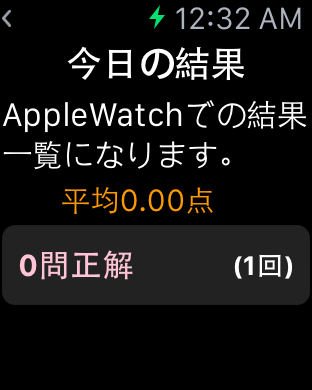 12:32 AM
今日の結果
AppleWatchでの結果
一覧になります。
平均0.00点
0問正解 (1回)